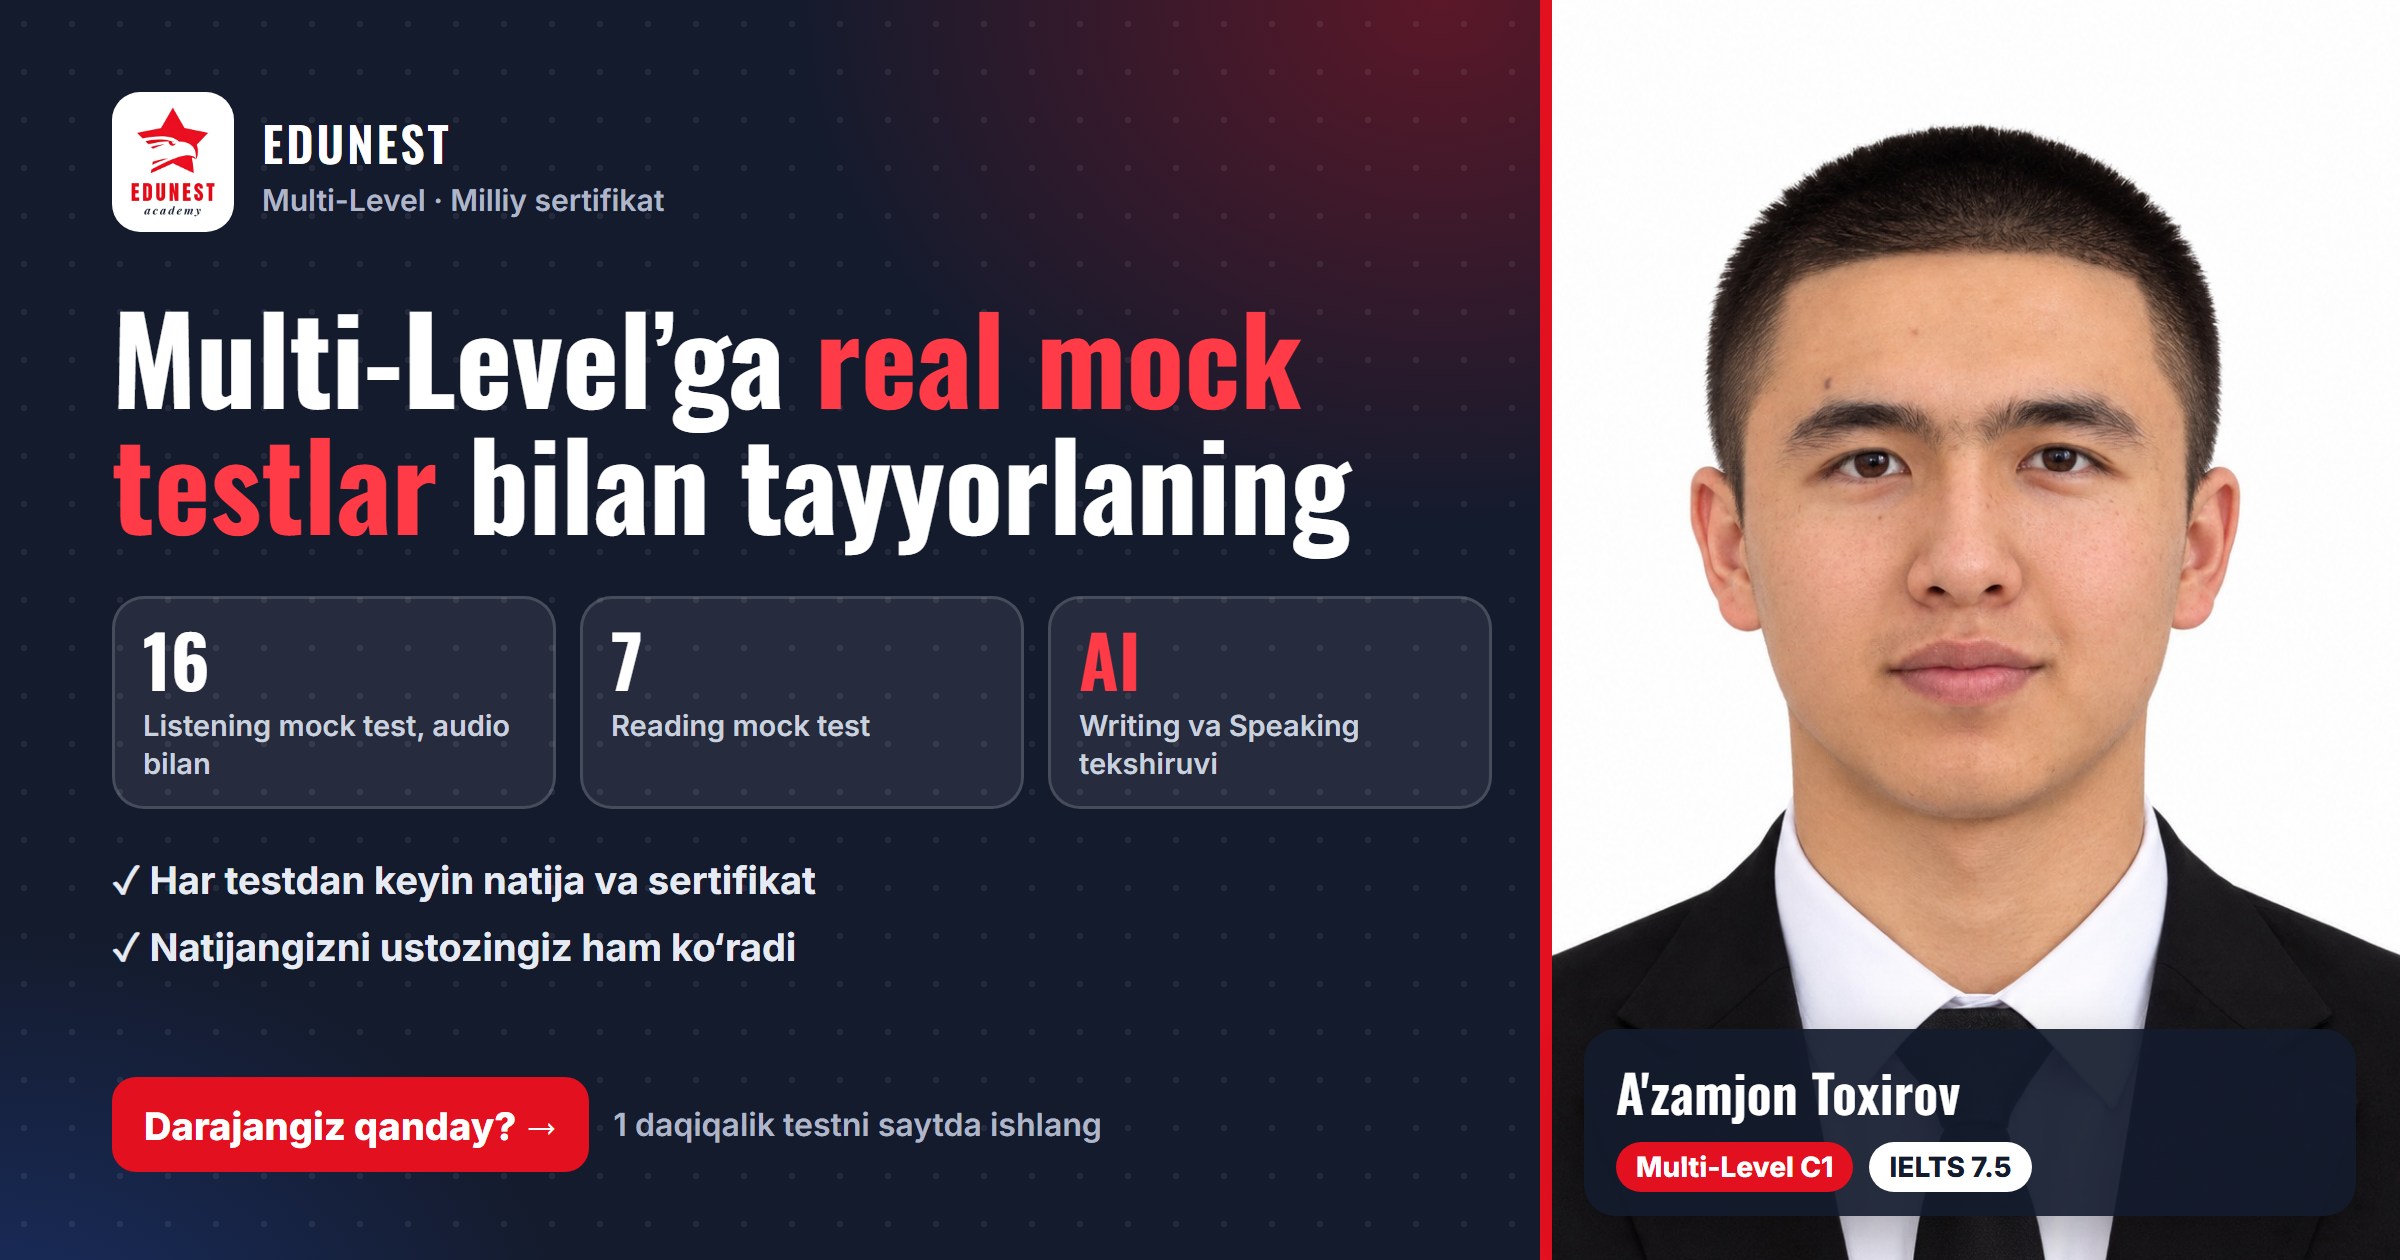 EDUNEST
academy
EDUNEST
Multi-Level · Milliy sertifikat
Multi-Level’ga real mock
testlar bilan tayyorlaning
16
Listening mock test, audio
bilan
7
Reading mock test
AI
Writing va Speaking
tekshiruvi
✓ Har testdan keyin natija va sertifikat
✓ Natijangizni ustozingiz ham ko‘radi
Darajangiz qanday? →
1 daqiqalik testni saytda ishlang
A'zamjon Toxirov
Multi-Level C1
IELTS 7.5